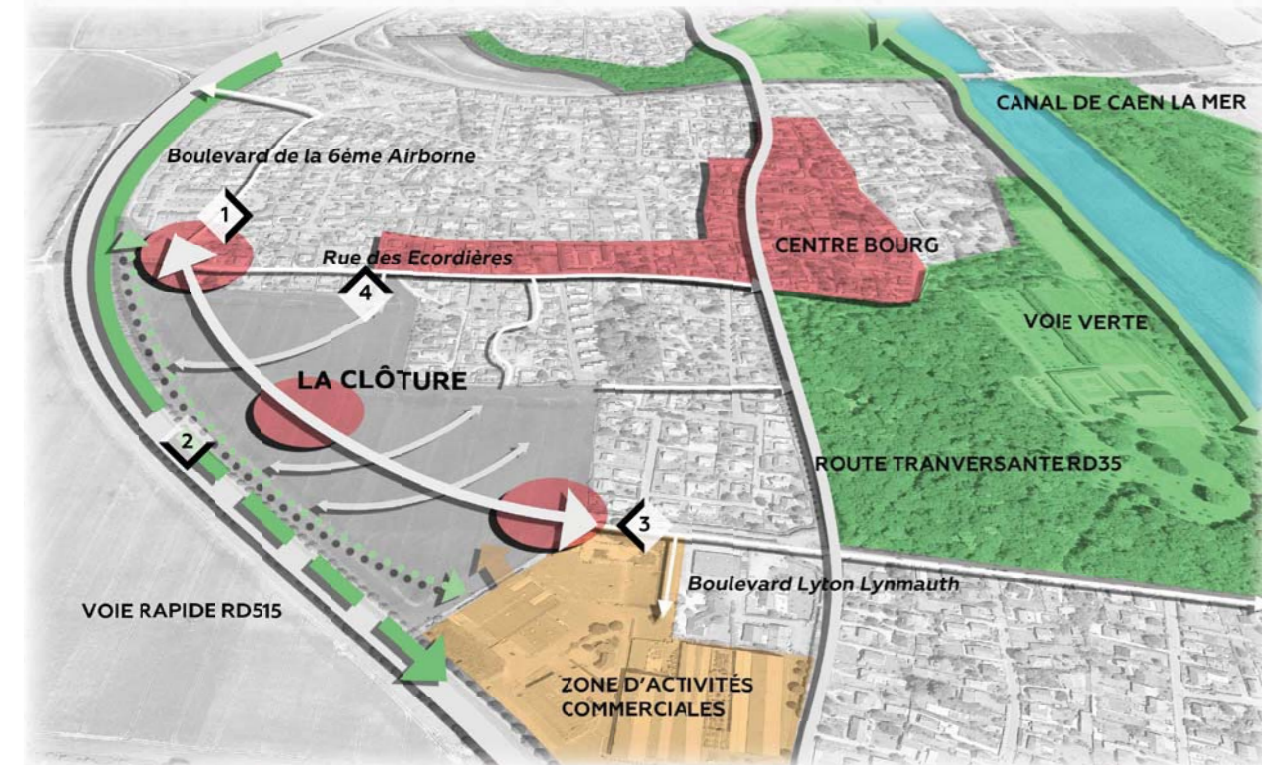 CANAL DE CAEN LA MER
Boulevard de la 6éme Airborne
1
CENTRE BOURG
Rue des Ecordières
4
VOIE VERTE
LA CLÔTURE
2
ROUTE TRANVERSANTE RD35
3
Boulevard Lyton Lynmauth
VOIE RAPIDE RD515
ZONE D'ACTIVITÉS
COMMERCIALES